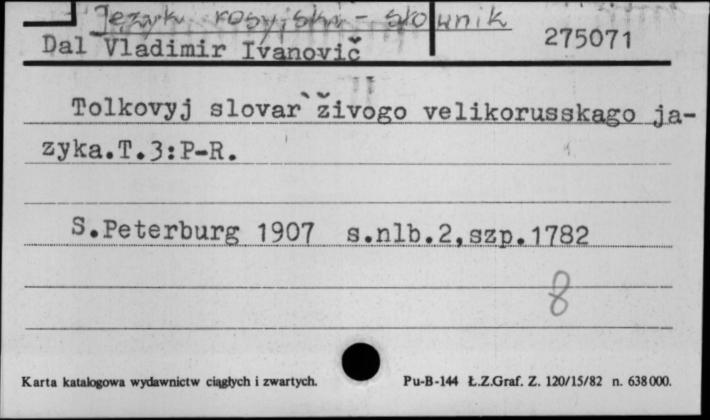 Język rosyjski - słownik
Dal Vladimir Ivanovič 275071
Tolkovyj slovar` živogo velikorusskago ja-
zyka.T.3:P-R.
S.Peterburg 1907 s.nlb.2,szp.1782
8
Karta katalogowa wydawnictw ciągłych i zwartych. Pu-B-144 Ł.Z.Graf. Z. 120/15/82 n. 638000.